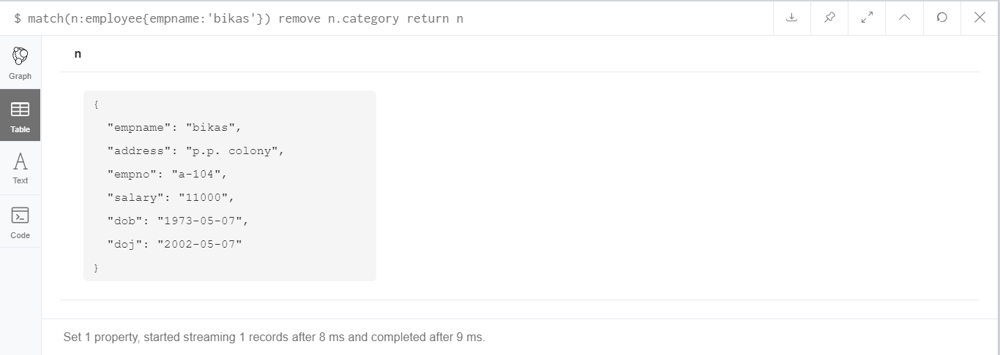 $ match(n:employee{empname:'bikas'}) remove n.category return n
n
Graph
Table
Text
Code
{
"empname": "bikas",
"address": "p.p. colony",
"empno": "a-104",
"salary": "11000",
"dob": "1973-05-07",
"doj": "2002-05-07"
}
Set 1 property, started streaming 1 records after 8 ms and completed after 9 ms.